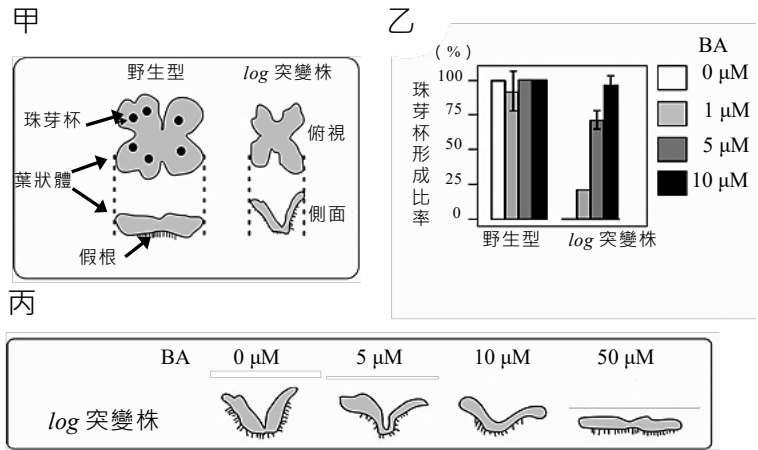 甲
野生型
log 突變株
珠芽杯
俯視
葉狀體
側面
假根
乙
(%)
BA
珠芽杯形成比率
100
75
50
25
0
0 μM
1 μM
5 μM
10 μM
野生型
log 突變株
丙
BA 0 μM 5 μM 10 μM 50 μM
log 突變株